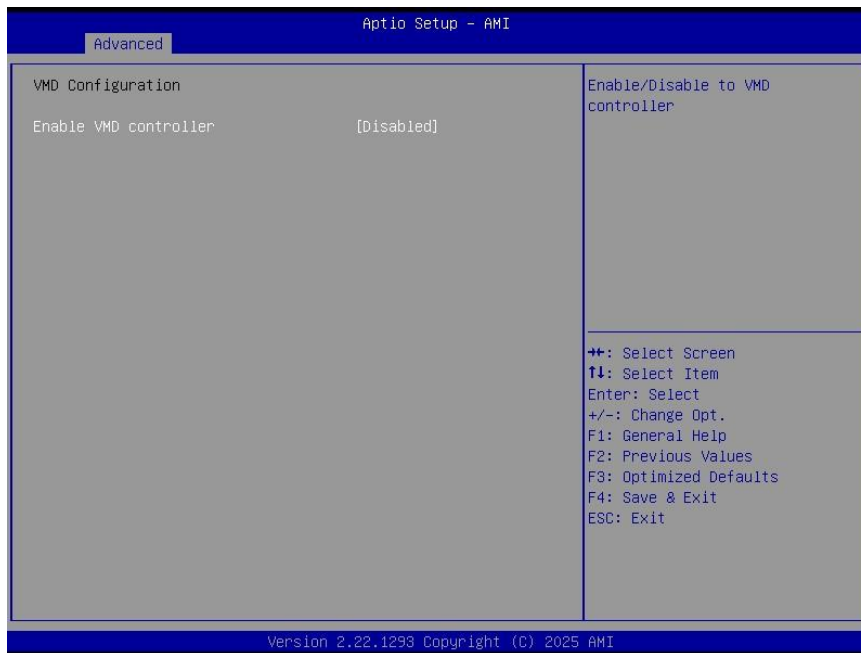 Aptio Setup – AMI
Advanced
VMD Configuration
Enable VMD controller [Disabled]
Enable/Disable to VMD
controller
→←: Select Screen
↑↓: Select Item
Enter: Select
+/-: Change Opt.
F1: General Help
F2: Previous Values
F3: Optimized Defaults
F4: Save & Exit
ESC: Exit
Version 2.22.1293 Copyright (C) 2025 AMI